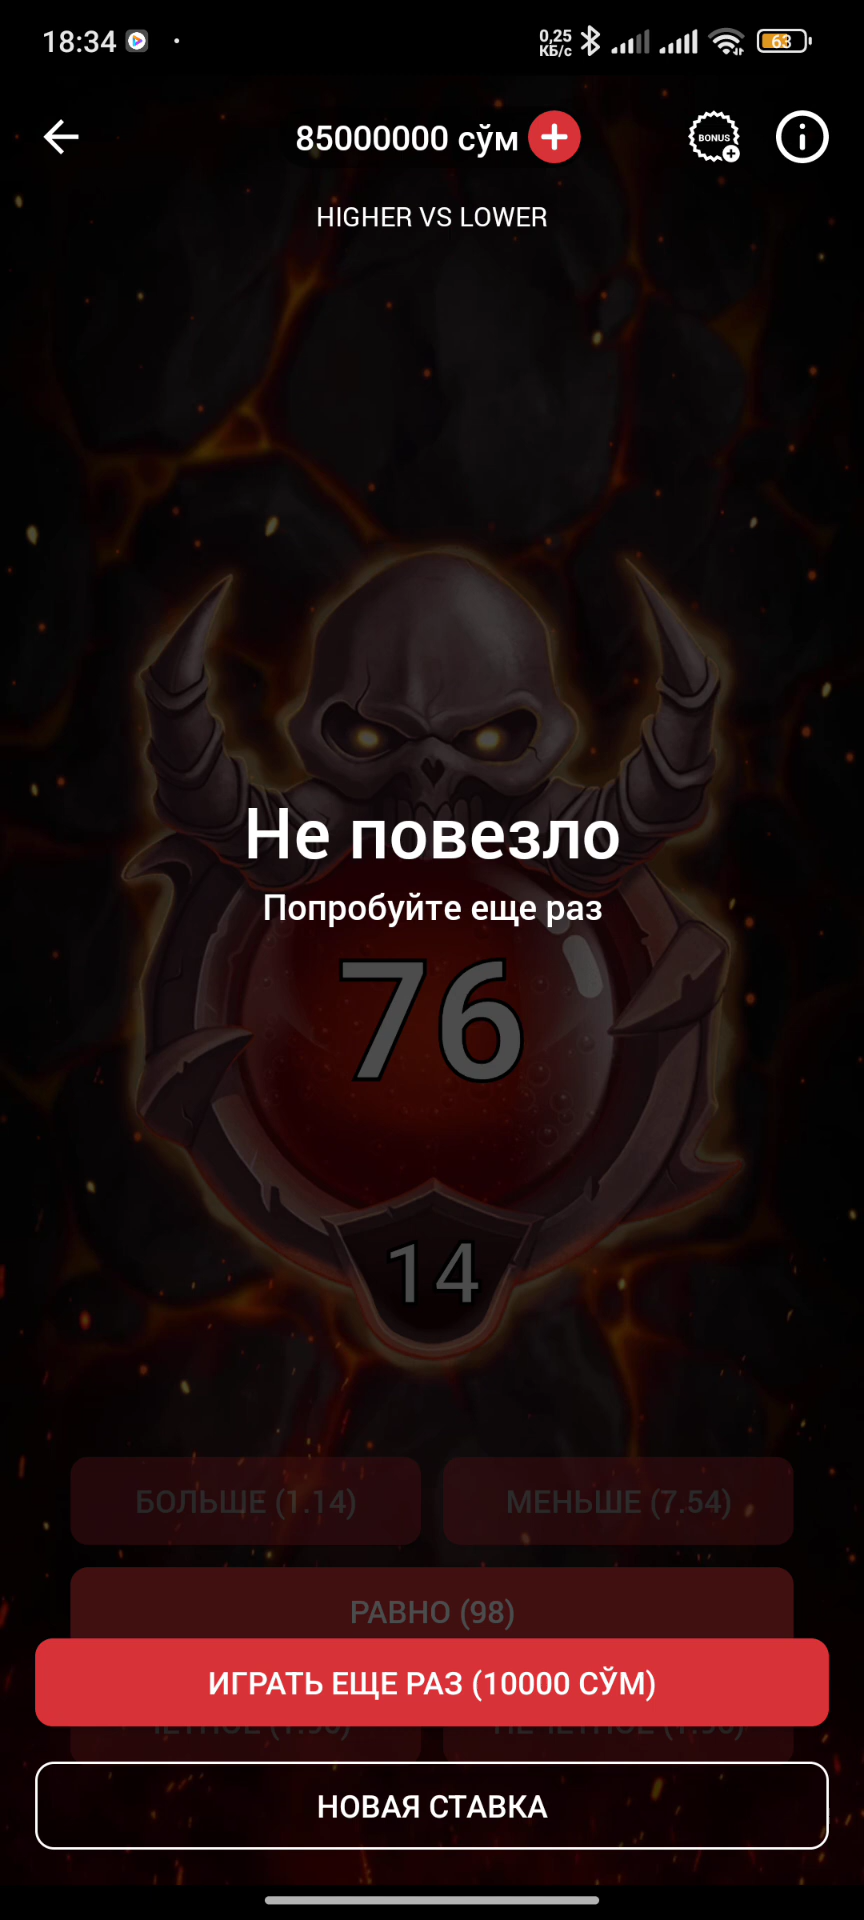 18:34
0,25
КБ/с
63
85000000 сўм
BONUS
HIGHER VS LOWER
Не повезло
Попробуйте еще раз
76
14
БОЛЬШЕ (1.14) МЕНЬШЕ (7.54)
РАВНО (98)
ИГРАТЬ ЕЩЕ РАЗ (10000 СЎМ)
НОВАЯ СТАВКА